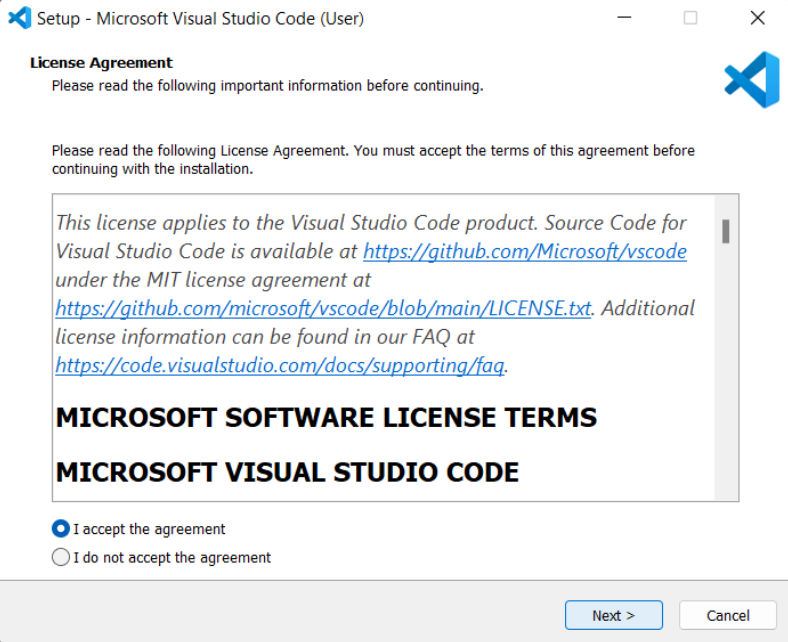 Setup - Microsoft Visual Studio Code (User)
License Agreement
Please read the following important information before continuing.
Please read the following License Agreement. You must accept the terms of this agreement before
continuing with the installation.
This license applies to the Visual Studio Code product. Source Code for
Visual Studio Code is available at https://github.com/Microsoft/vscode
under the MIT license agreement at
https://github.com/microsoft/vscode/blob/main/LICENSE.txt. Additional
license information can be found in our FAQ at
https://code.visualstudio.com/docs/supporting/faq.
MICROSOFT SOFTWARE LICENSE TERMS
MICROSOFT VISUAL STUDIO CODE
I accept the agreement
I do not accept the agreement
Next > Cancel